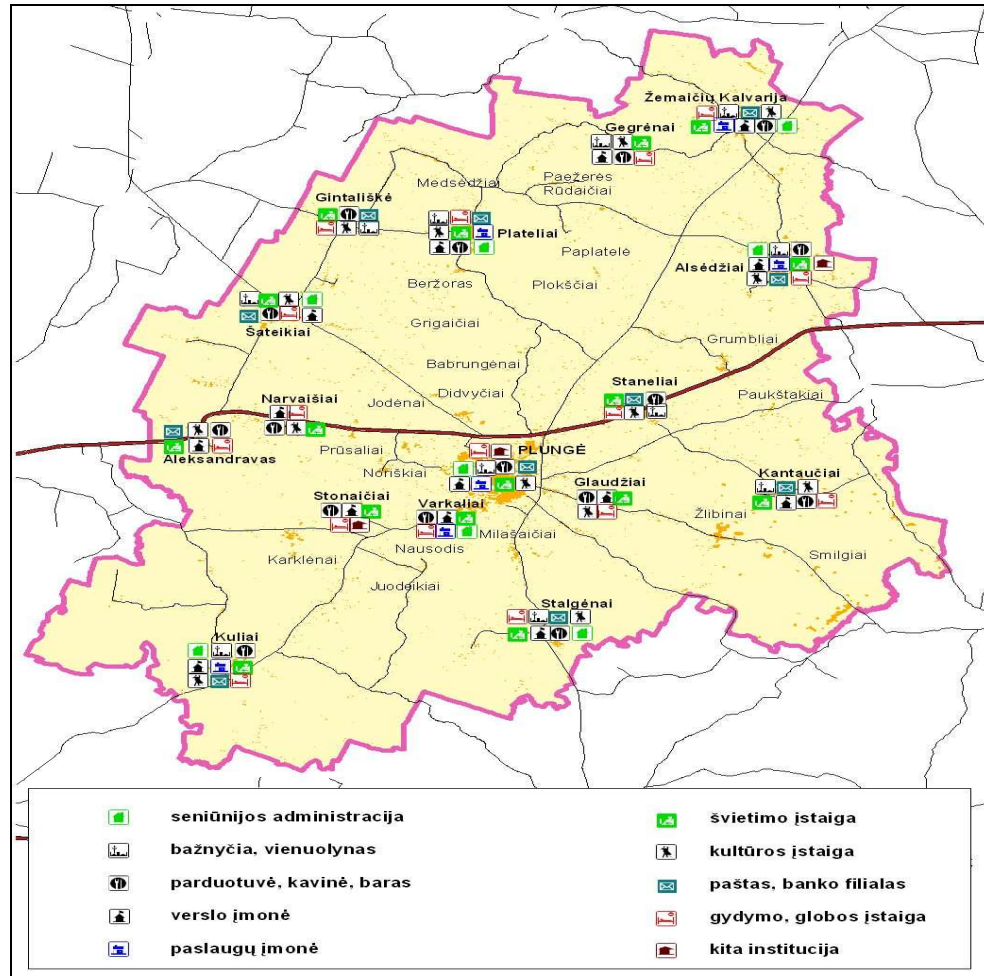 Žemaičių Kalvarija
Gegrėnai
Medsėdžiai
Paežerės
Rūdaičiai
Gintališkė
Plateliai
Paplatelė
Alsėdžiai
Beržoras
Plokščiai
Šateikiai
Grigaičiai
Grumbliai
Babrungėnai
Didvyčiai
Staneliai
Paukštakiai
Narvaišiai
Jodėnai
Prūsaliai
PLUNGĖ
Aleksandravas
Noriškiai
Glaudžiai
Kantaučiai
Stonaičiai
Varkaliai
Žlibinai
Milašaičiai
Nausodis
Smilgiai
Karklėnai
Juodeikiai
Stalgėnai
Kuliai
seniūnijos administracija
bažnyčia, vienuolynas
parduotuvė, kavinė, baras
verslo įmonė
paslaugų įmonė
švietimo įstaiga
kultūros įstaiga
paštas, banko filialas
gydymo, globos įstaiga
kita institucija